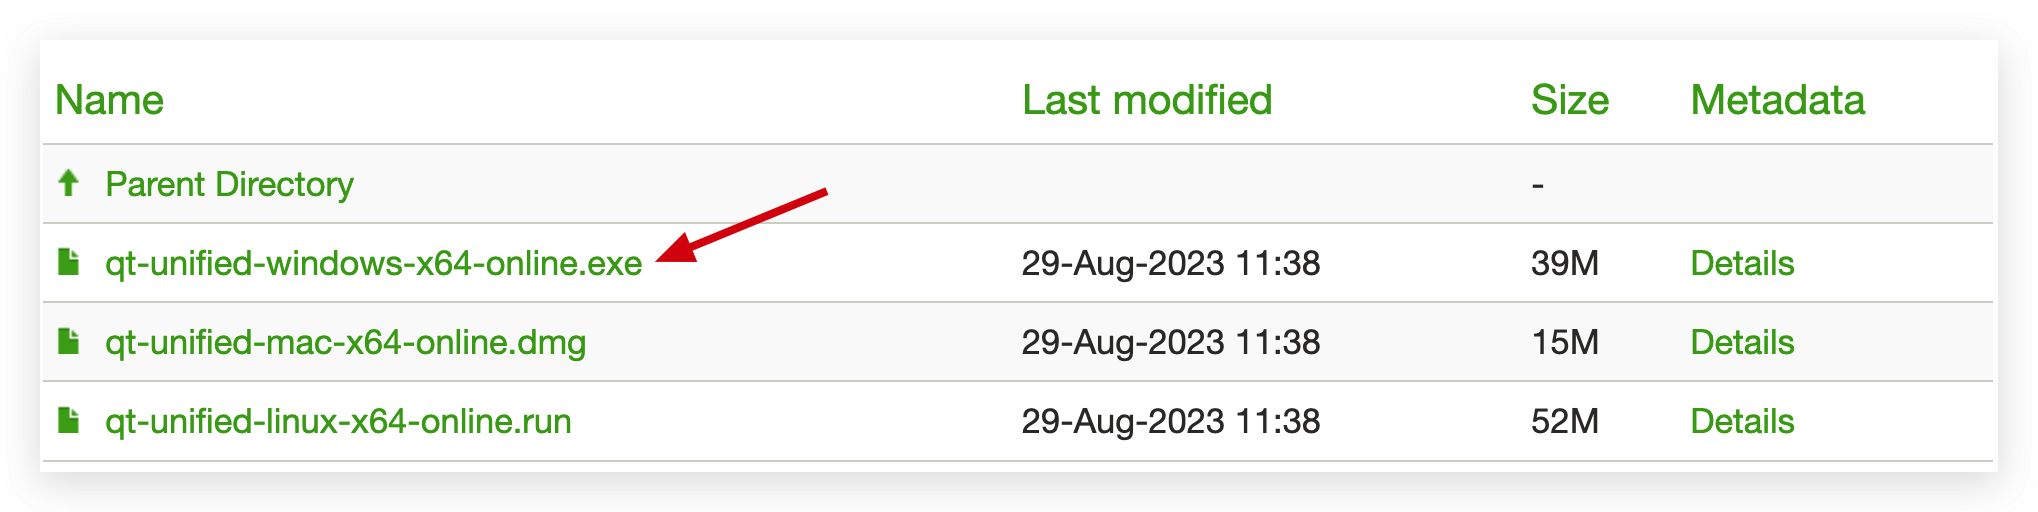 Name Last modified Size Metadata
Parent Directory -
qt-unified-windows-x64-online.exe 29-Aug-2023 11:38 39M Details
qt-unified-mac-x64-online.dmg 29-Aug-2023 11:38 15M Details
qt-unified-linux-x64-online.run 29-Aug-2023 11:38 52M Details